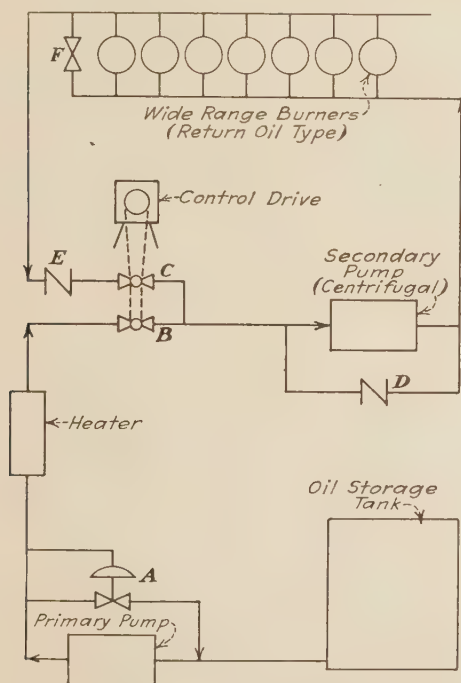 F
Wide Range Burners
(Return Oil Type)
Control Drive
E
C
Secondary
Pump
(Centrifugal)
B
D
Heater
Oil Storage
Tank
A
Primary Pump